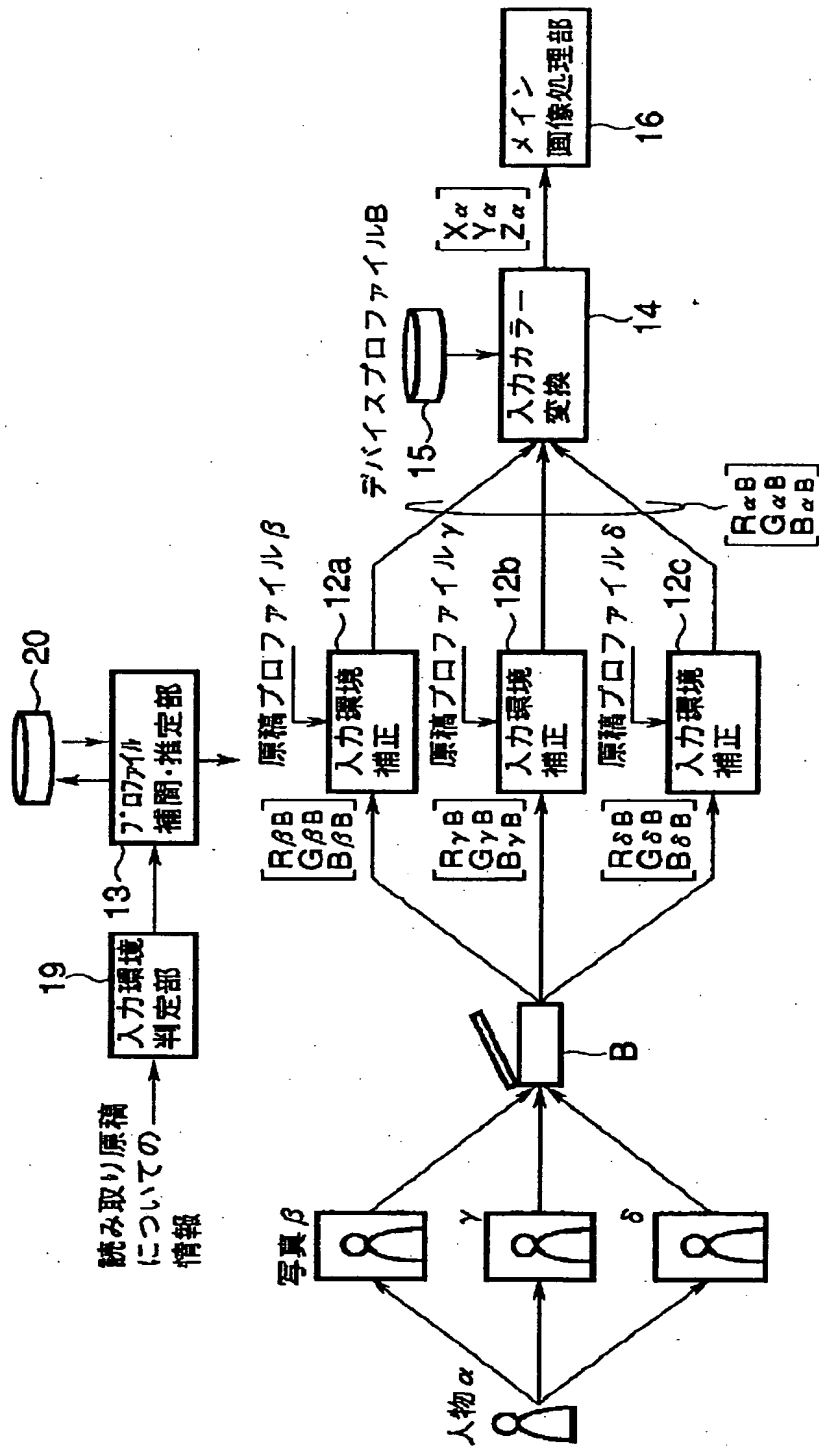 読み取り原稿
についての
情報
19
入力環境
判定部
13
プロファイル
補間・推定部
20
人物α
写真β
γ
δ
B
[RβB
GβB
BβB]
原稿プロファイルβ
入力環境
補正
12a
[RγB
GγB
BγB]
原稿プロファイルγ
入力環境
補正
12b
[RδB
GδB
BδB]
原稿プロファイルδ
入力環境
補正
12c
[RαB
GαB
BαB]
デバイスプロファイルB
15
入力カラー
変換
14
[Xα
Yα
Zα]
メイン
画像処理部
16